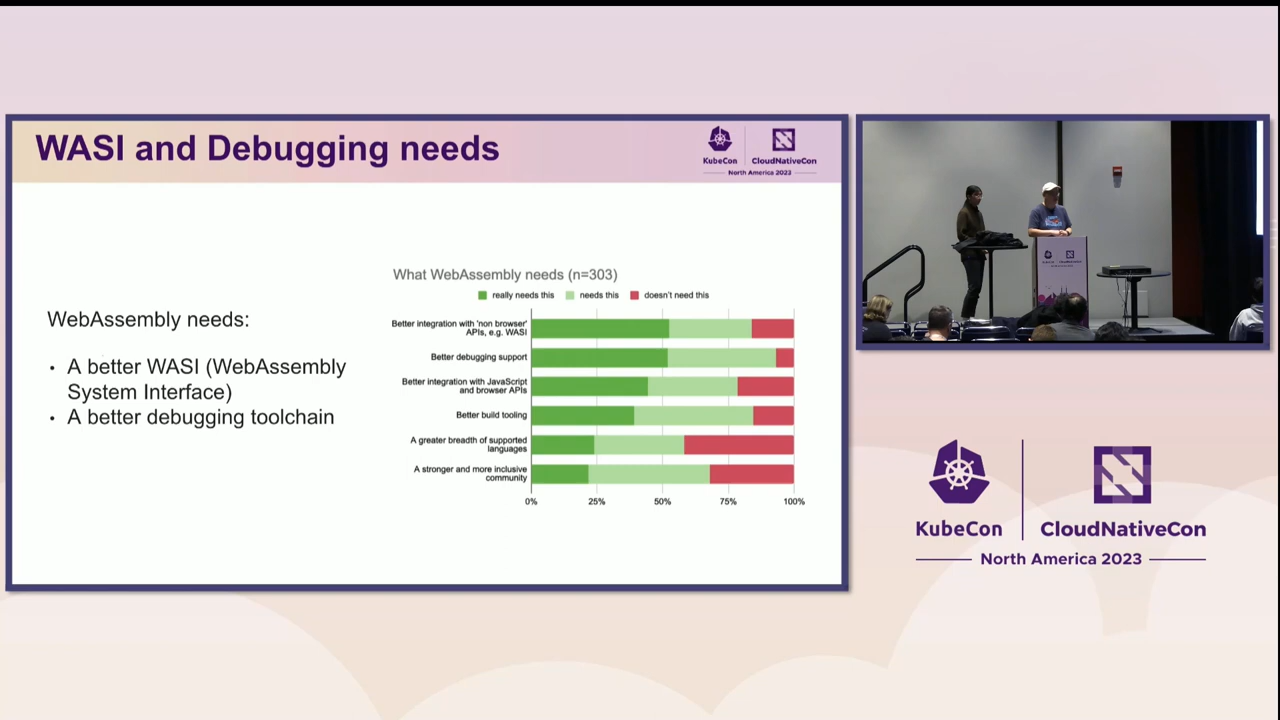 WASI and Debugging needs
KubeCon
CloudNativeCon
North America 2023
WebAssembly needs:
• A better WASI (WebAssembly
System Interface)
• A better debugging toolchain
What WebAssembly needs (n=303)
really needs this
needs this
doesn't need this
Better integration with 'non browser'
APIs, e.g. WASI
Better debugging support
Better integration with JavaScript
and browser APIs
Better build tooling
A greater breadth of supported
languages
A stronger and more inclusive
community
0%
25%
50%
75%
100%
KubeCon
CloudNativeCon
North America 2023